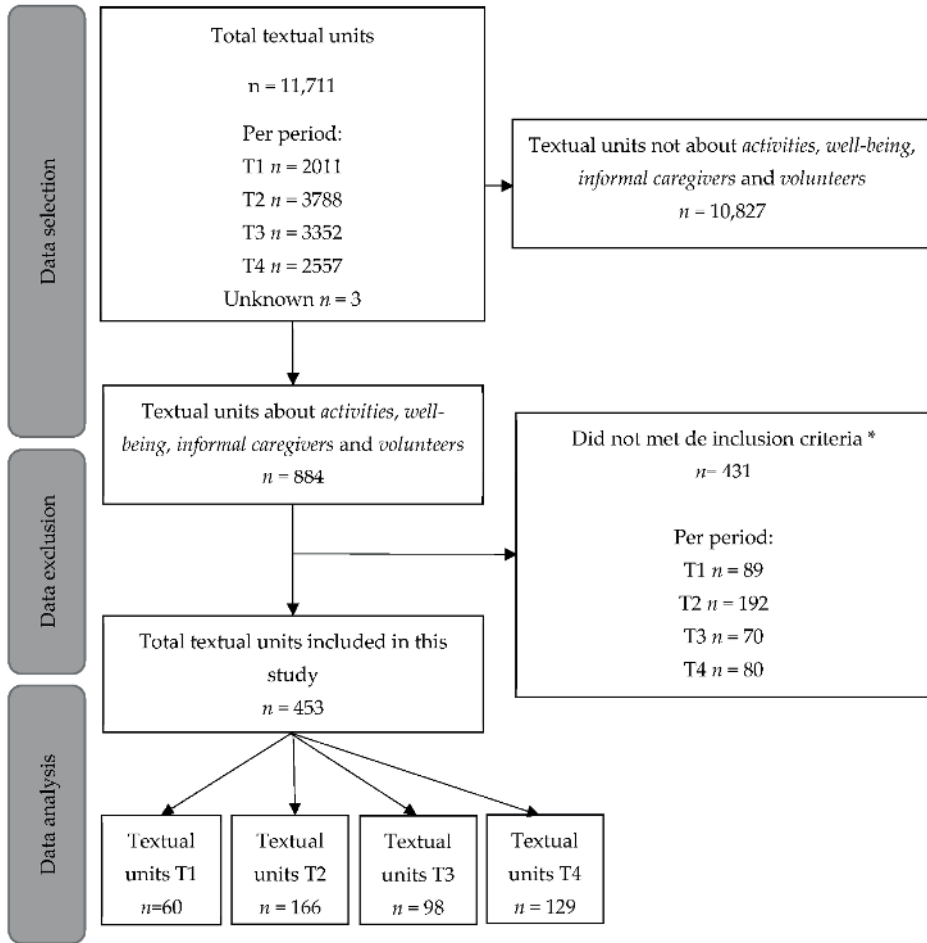 Data selection
Total textual units
n = 11,711
Per period:
T1 n = 2011
T2 n = 3788
T3 n = 3352
T4 n = 2557
Unknown n = 3
Textual units not about activities, well-being,
informal caregivers and volunteers
n = 10,827
Textual units about activities, well-
being, informal caregivers and volunteers
n = 884
Data exclusion
Did not met de inclusion criteria *
n= 431
Per period:
T1 n = 89
T2 n = 192
T3 n = 70
T4 n = 80
Total textual units included in this
study
n = 453
Data analysis
Textual
units T1
n=60
Textual
units T2
n = 166
Textual
units T3
n = 98
Textual
units T4
n = 129